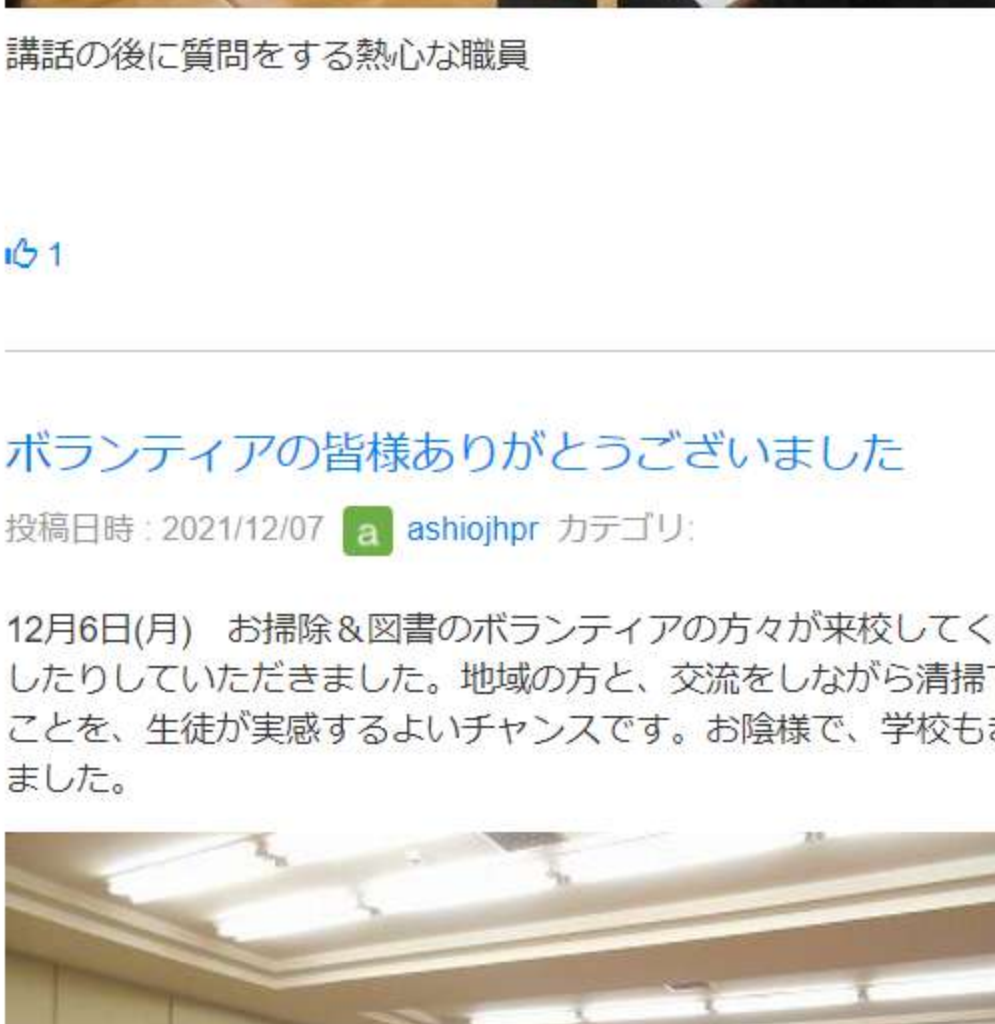 講話の後に質問をする熱心な職員
1
ボランティアの皆様ありがとうございました
投稿日時 : 2021/12/07 a ashiojhpr カテゴリ:
12月6日(月)　お掃除＆図書のボランティアの方々が来校してく
したりしていただきました。地域の方と、交流をしながら清掃
ことを、生徒が実感するよいチャンスです。お陰様で、学校も
ました。